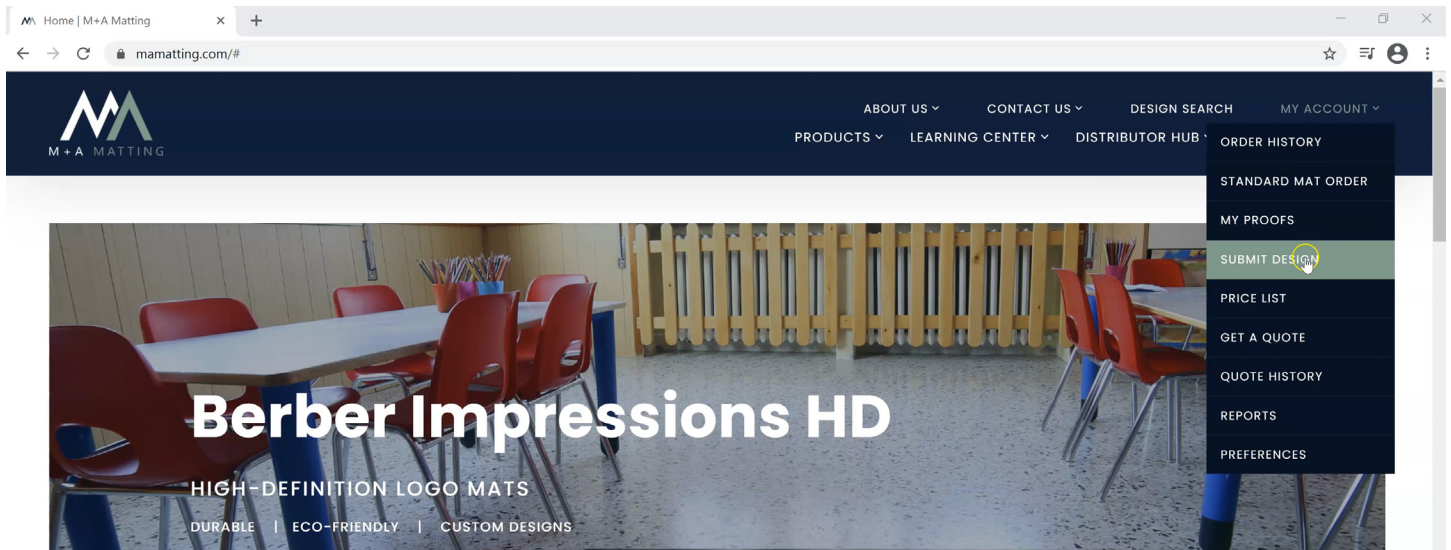 Home | M+A Matting
mamatting.com/#
M + A MATTING
ABOUT US
CONTACT US
DESIGN SEARCH
MY ACCOUNT
PRODUCTS
LEARNING CENTER
DISTRIBUTOR HUB
ORDER HISTORY
STANDARD MAT ORDER
MY PROOFS
SUBMIT DESIGN
PRICE LIST
GET A QUOTE
QUOTE HISTORY
REPORTS
PREFERENCES
Berber Impressions HD
HIGH-DEFINITION LOGO MATS
DURABLE | ECO-FRIENDLY | CUSTOM DESIGNS